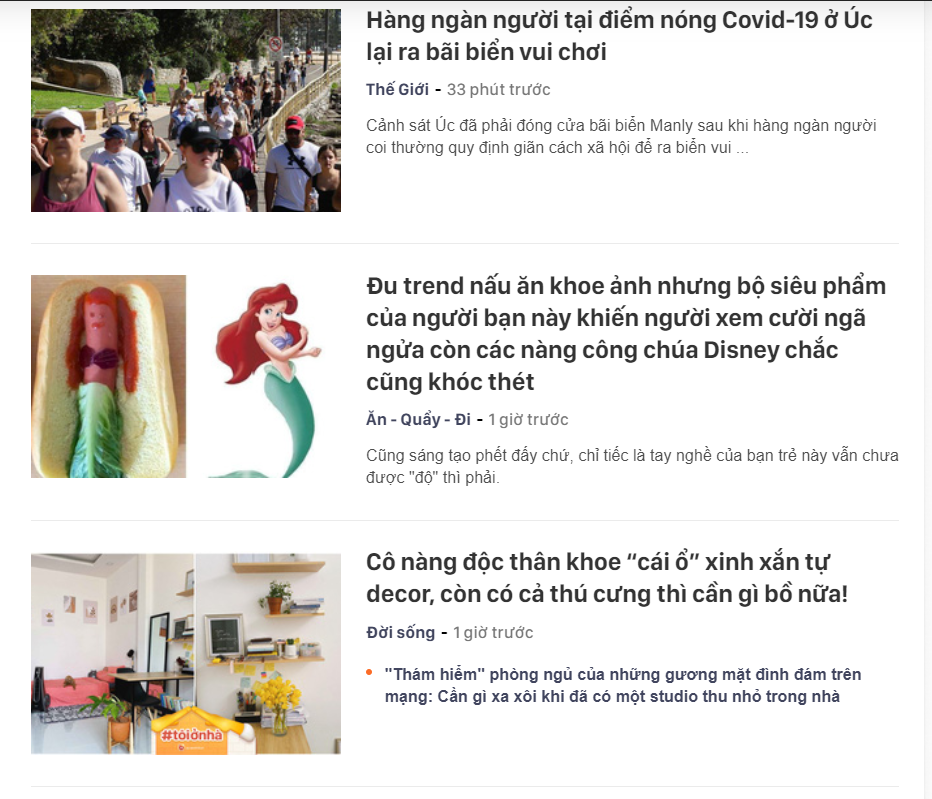 Hàng ngàn người tại điểm nóng Covid-19 ở Úc
lại ra bãi biển vui chơi
Thế Giới - 33 phút trước
Cảnh sát Úc đã phải đóng cửa bãi biển Manly sau khi hàng ngàn người
coi thường quy định giãn cách xã hội để ra biển vui ...
Đu trend nấu ăn khoe ảnh nhưng bộ siêu phẩm
của người bạn này khiến người xem cười ngã
ngửa còn các nàng công chúa Disney chắc
cũng khóc thét
Ăn - Quẩy - Đi - 1 giờ trước
Cũng sáng tạo phết đấy chứ, chỉ tiếc là tay nghề của bạn trẻ này vẫn chưa
được "độ" thì phải.
Cô nàng độc thân khoe “cái ổ” xinh xắn tự
decor, còn có cả thú cưng thì cần gì bồ nữa!
Đời sống - 1 giờ trước
"Thám hiểm" phòng ngủ của những gương mặt đình đám trên
mạng: Cần gì xa xôi khi đã có một studio thu nhỏ trong nhà
#tôiởnhà